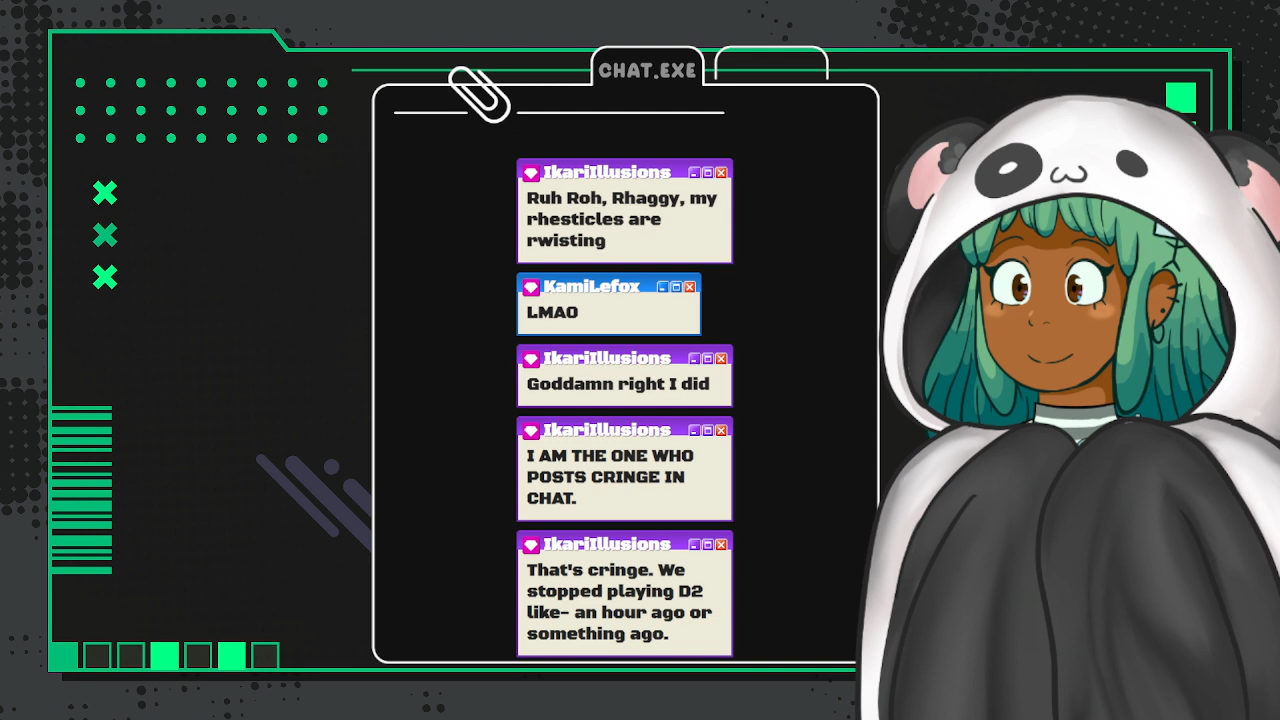 CHAT.EXE
IkariIllusions
Ruh Roh, Rhaggy, my
rhesticles are
rwisting
KamiLefox
LMAO
IkariIllusions
Goddamn right I did
IkariIllusions
I AM THE ONE WHO
POSTS CRINGE IN
CHAT.
IkariIllusions
That's cringe. We
stopped playing D2
like- an hour ago or
something ago.